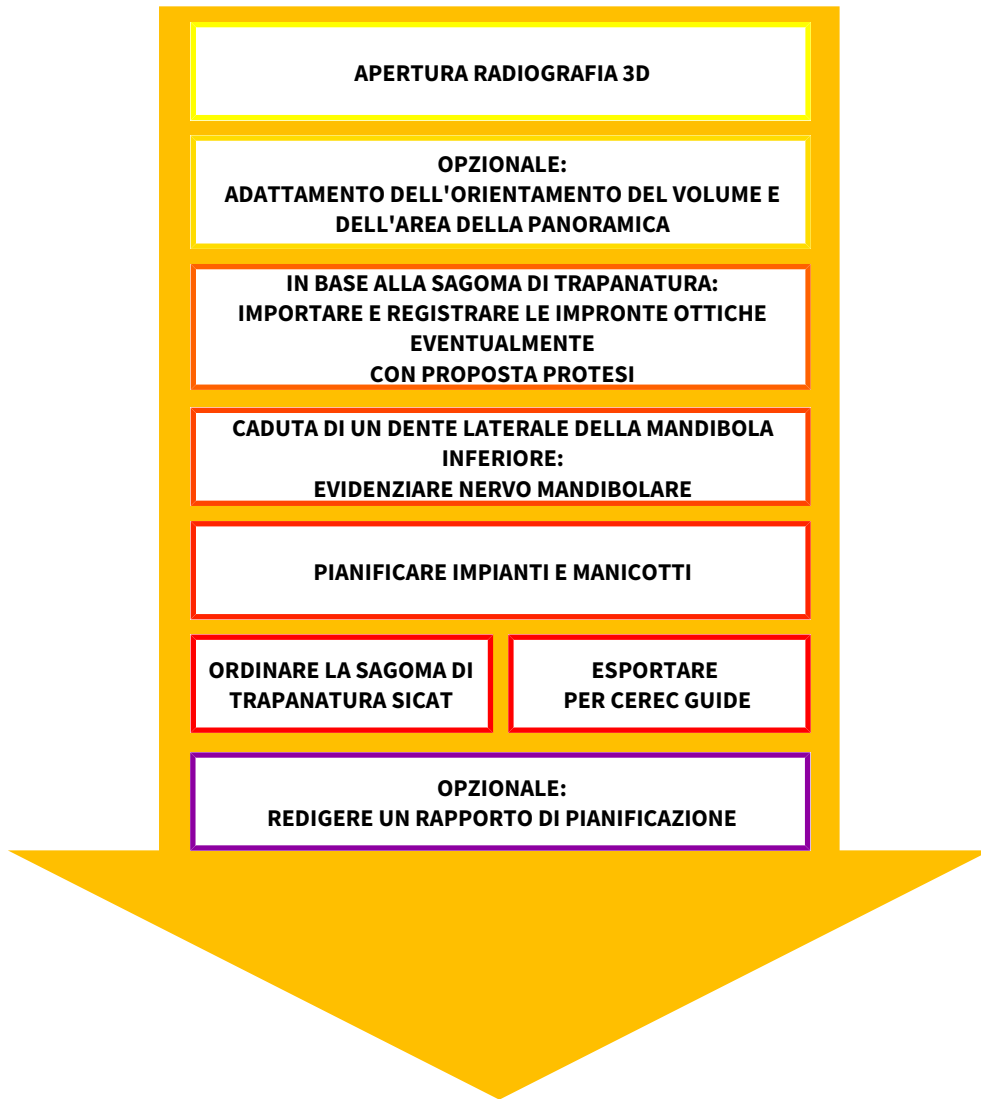 APERTURA RADIOGRAFIA 3D
OPZIONALE:
ADATTAMENTO DELL'ORIENTAMENTO DEL VOLUME E
DELL'AREA DELLA PANORAMICA
IN BASE ALLA SAGOMA DI TRAPANATURA:
IMPORTARE E REGISTRARE LE IMPRONTE OTTICHE
EVENTUALMENTE
CON PROPOSTA PROTESI
CADUTA DI UN DENTE LATERALE DELLA MANDIBOLA
INFERIORE:
EVIDENZIARE NERVO MANDIBOLARE
PIANIFICARE IMPIANTI E MANICOTTI
ORDINARE LA SAGOMA DI
TRAPANATURA SICAT
ESPORTARE
PER CEREC GUIDE
OPZIONALE:
REDIGERE UN RAPPORTO DI PIANIFICAZIONE